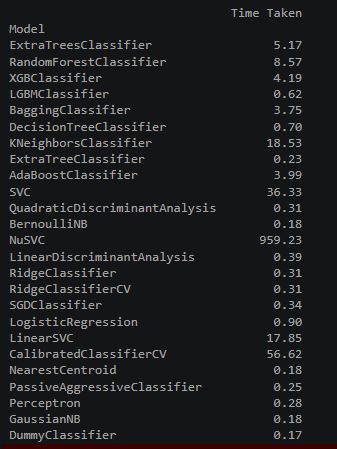 Time Taken
Model
ExtraTreesClassifier 5.17
RandomForestClassifier 8.57
XGBClassifier 4.19
LGBMClassifier 0.62
BaggingClassifier 3.75
DecisionTreeClassifier 0.70
KNeighborsClassifier 18.53
ExtraTreeClassifier 0.23
AdaBoostClassifier 3.99
SVC 36.33
QuadraticDiscriminantAnalysis 0.31
BernoulliNB 0.18
NuSVC 959.23
LinearDiscriminantAnalysis 0.39
RidgeClassifier 0.31
RidgeClassifierCV 0.31
SGDClassifier 0.34
LogisticRegression 0.90
LinearSVC 17.85
CalibratedClassifierCV 56.62
NearestCentroid 0.18
PassiveAggressiveClassifier 0.25
Perceptron 0.28
GaussianNB 0.18
DummyClassifier 0.17